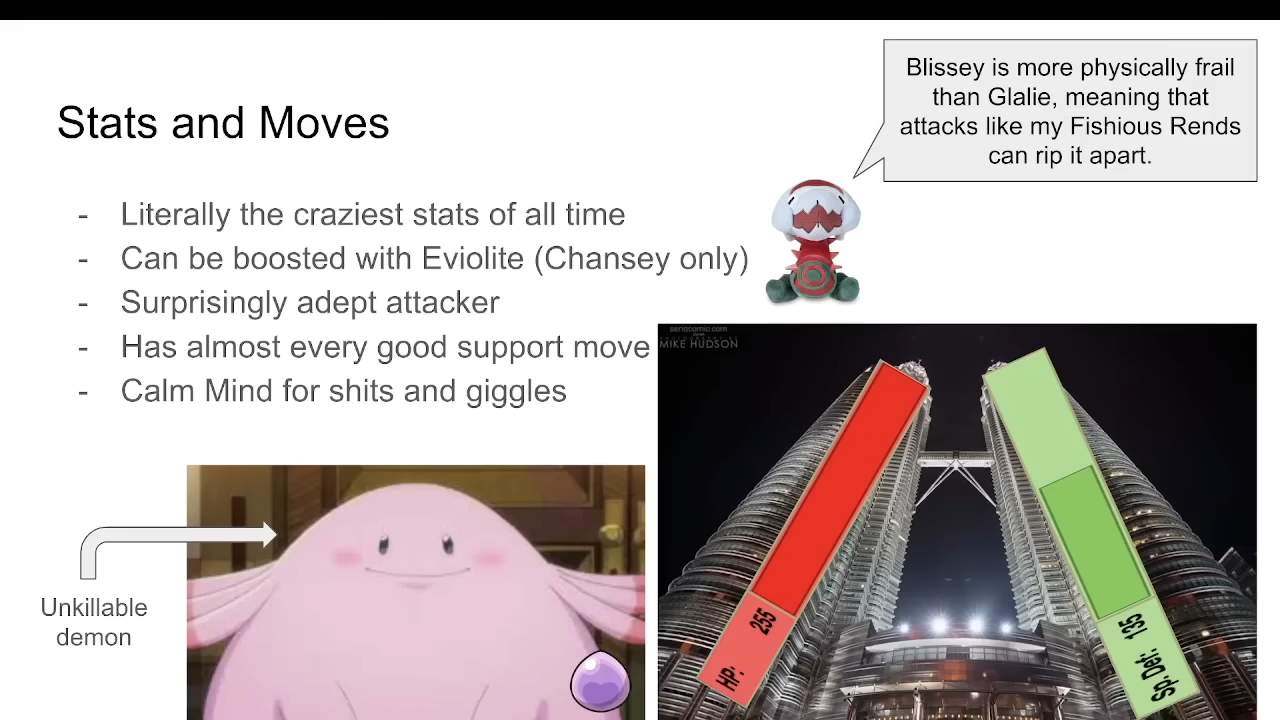 Blissey is more physically frail
than Glalie, meaning that
attacks like my Fishious Rends
can rip it apart.
Stats and Moves
- Literally the craziest stats of all time
- Can be boosted with Eviolite (Chansey only)
- Surprisingly adept attacker
- Has almost every good support move
- Calm Mind for shits and giggles
MIKE HUDSON
Unkillable
demon
HP: 255
Sp. Def: 135